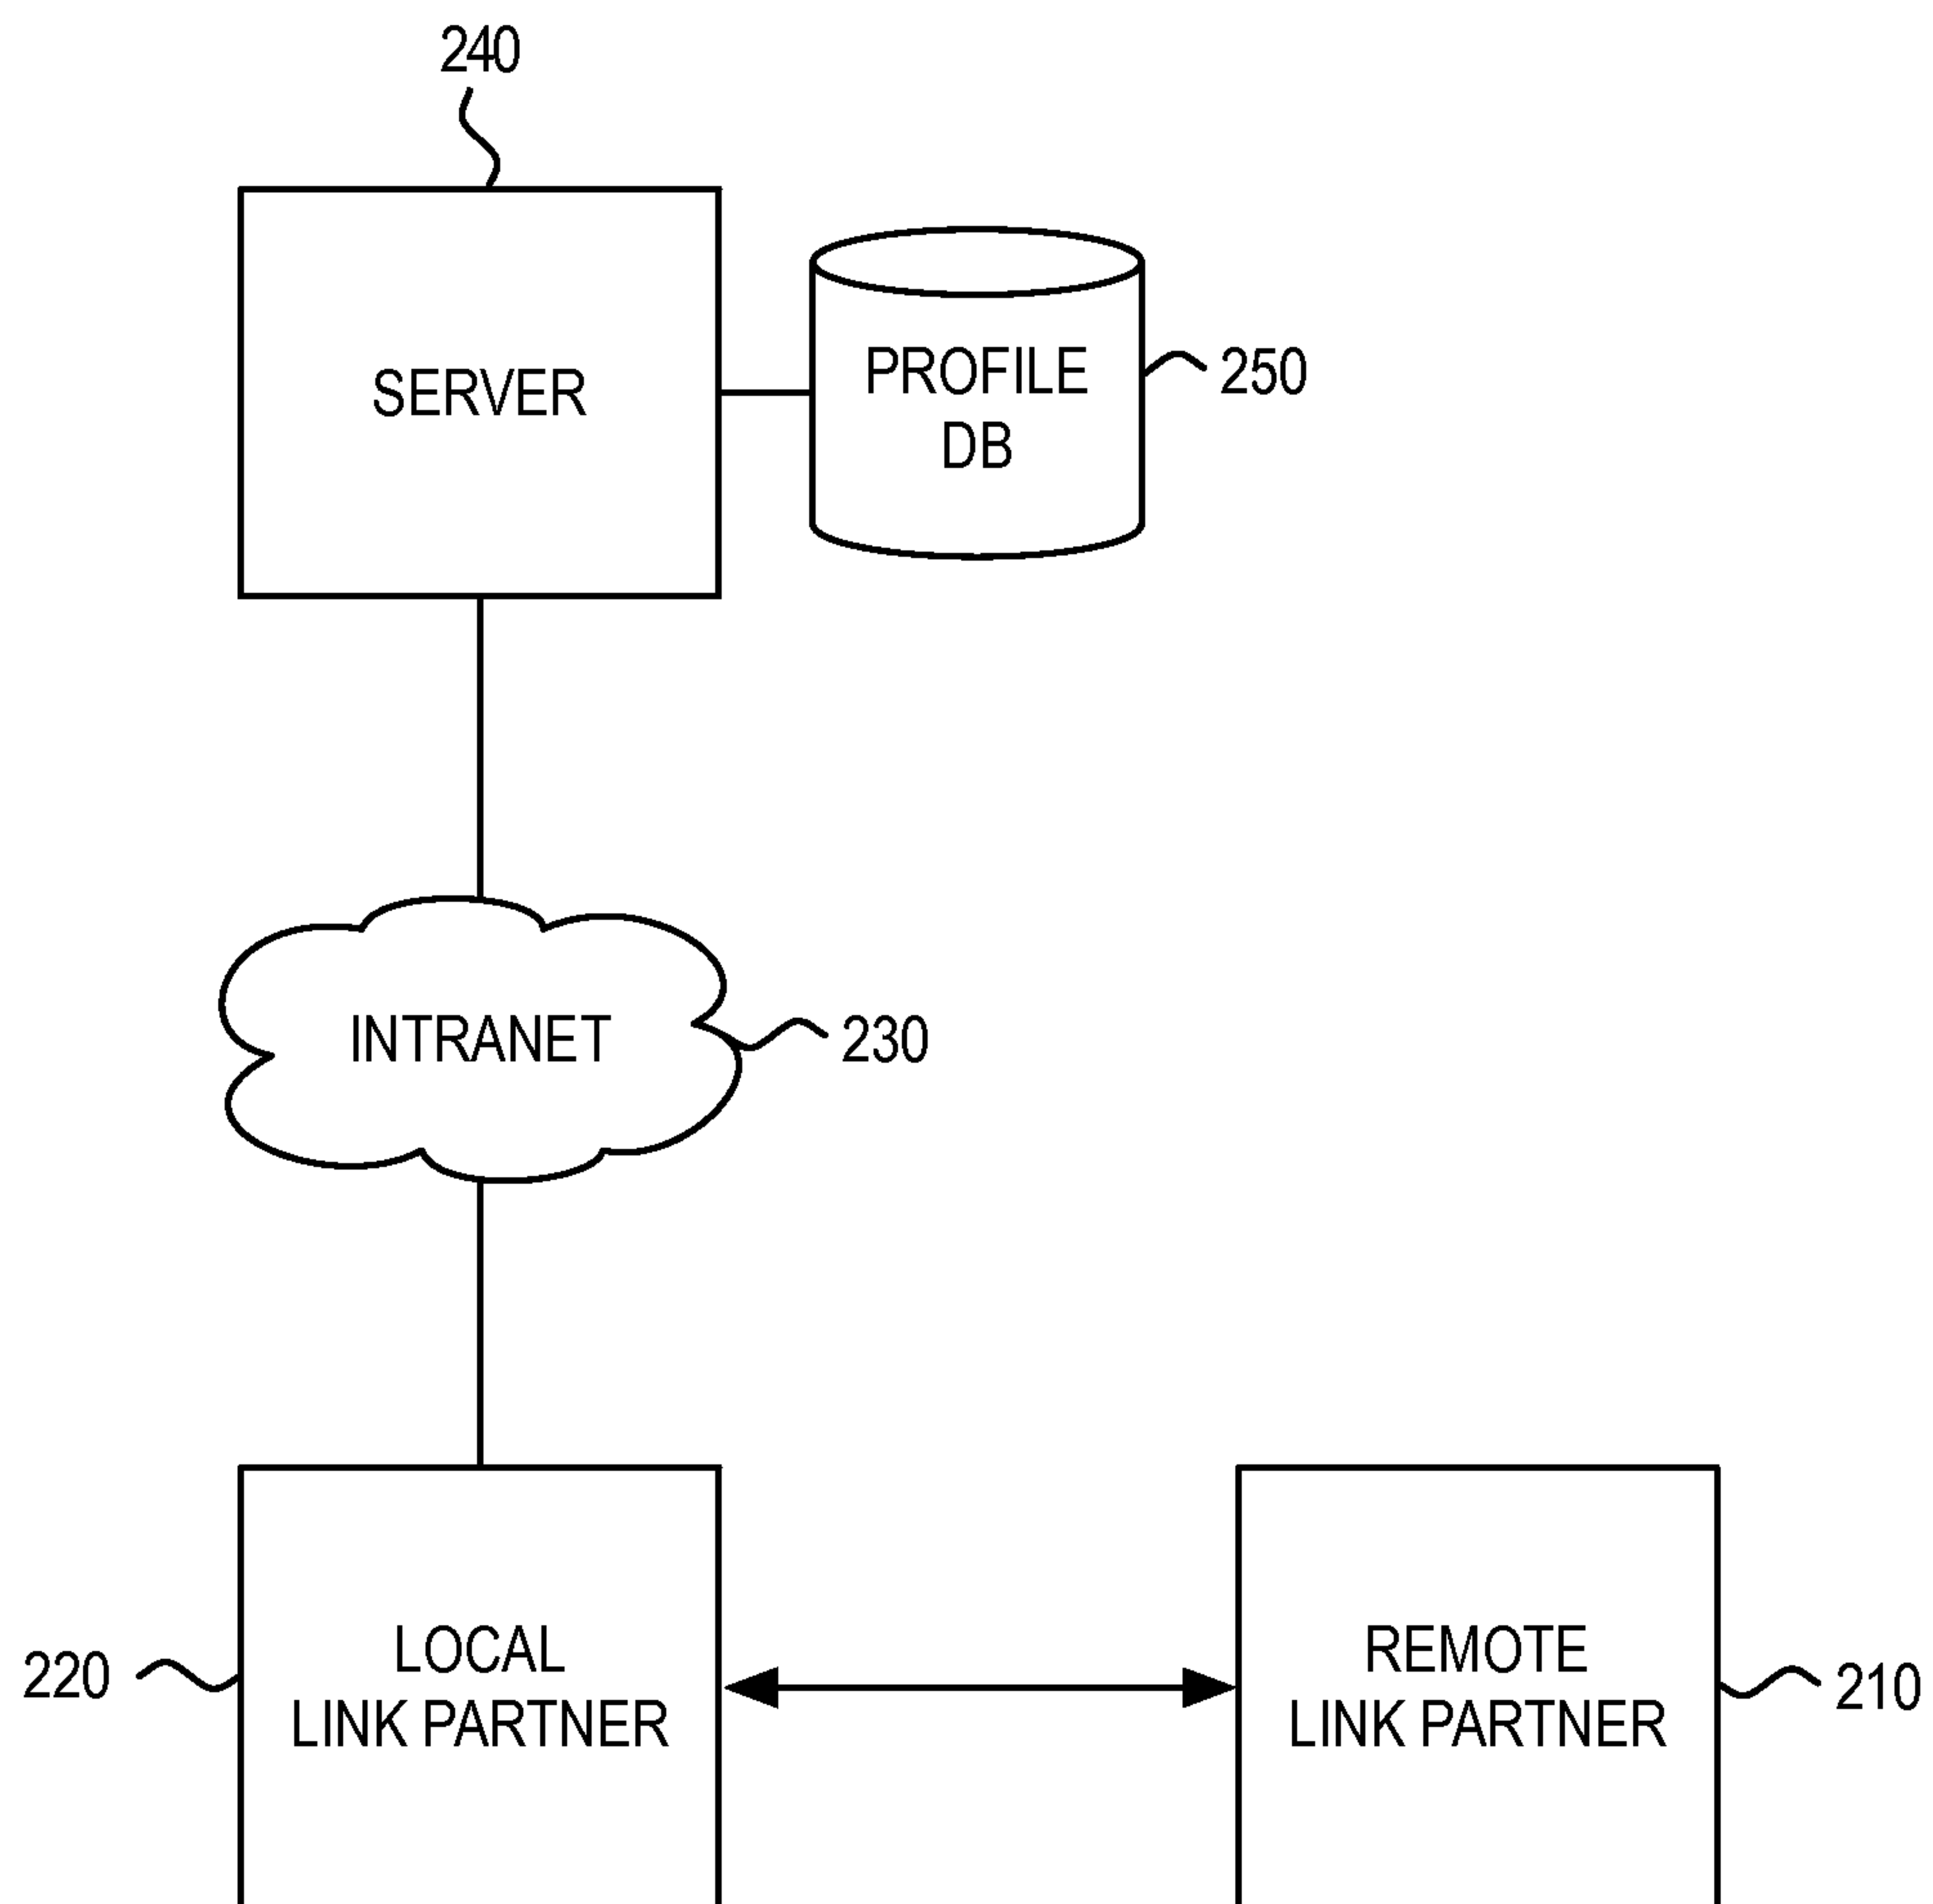 240
SERVER
PROFILE
DB
250
INTRANET
230
220
LOCAL
LINK PARTNER
REMOTE
LINK PARTNER
210